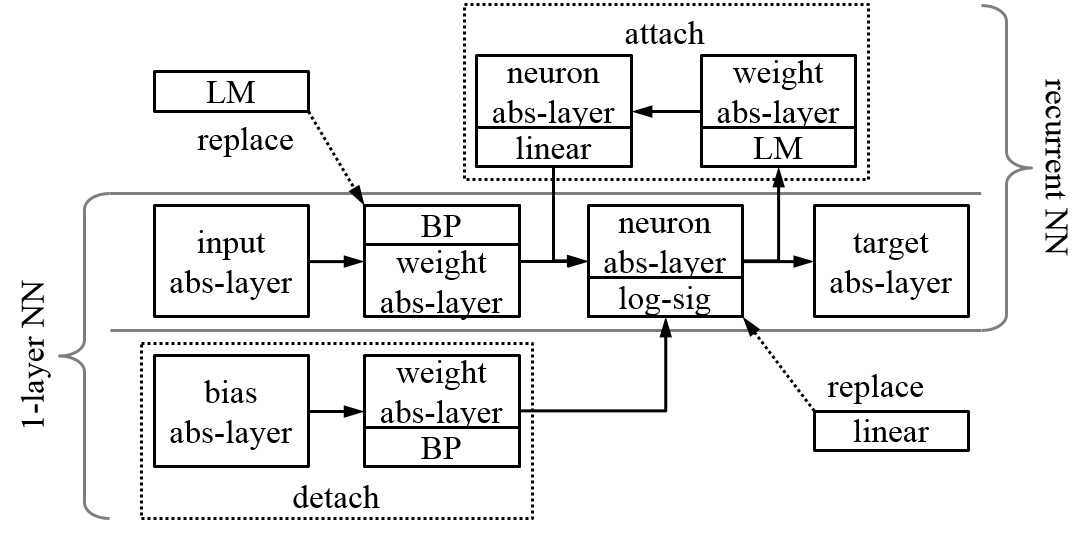 attach
neuron
abs-layer
linear
weight
abs-layer
LM
LM
replace
recurrent NN
input
abs-layer
BP
weight
abs-layer
neuron
abs-layer
log-sig
target
abs-layer
1-layer NN
bias
abs-layer
weight
abs-layer
BP
detach
replace
linear